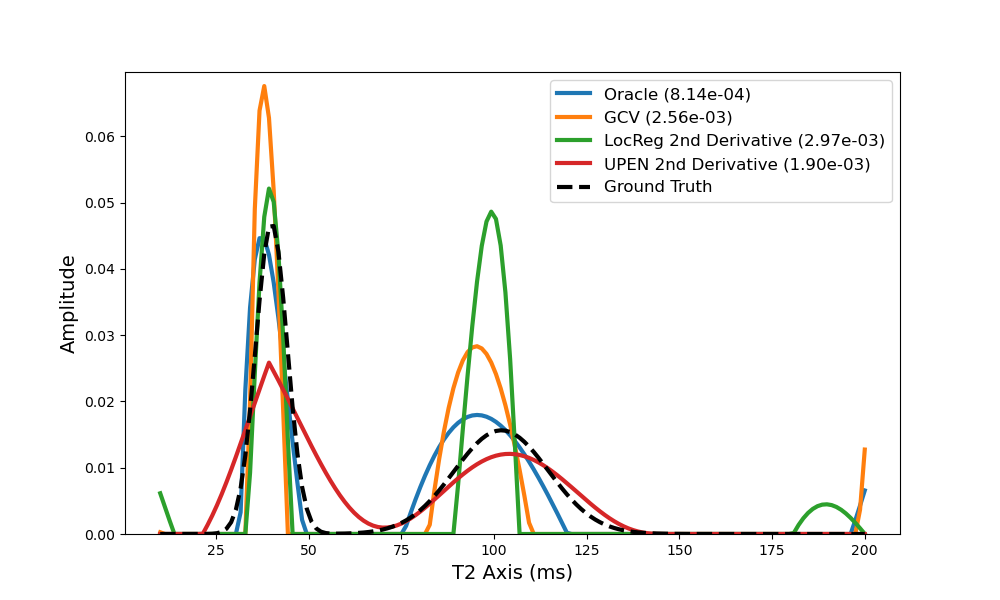 Oracle (8.14e-04)
GCV (2.56e-03)
LocReg 2nd Derivative (2.97e-03)
UPEN 2nd Derivative (1.90e-03)
Ground Truth
Amplitude
0.06
0.05
0.04
0.03
0.02
0.01
0.00
25 50 75 100 125 150 175 200
T2 Axis (ms)